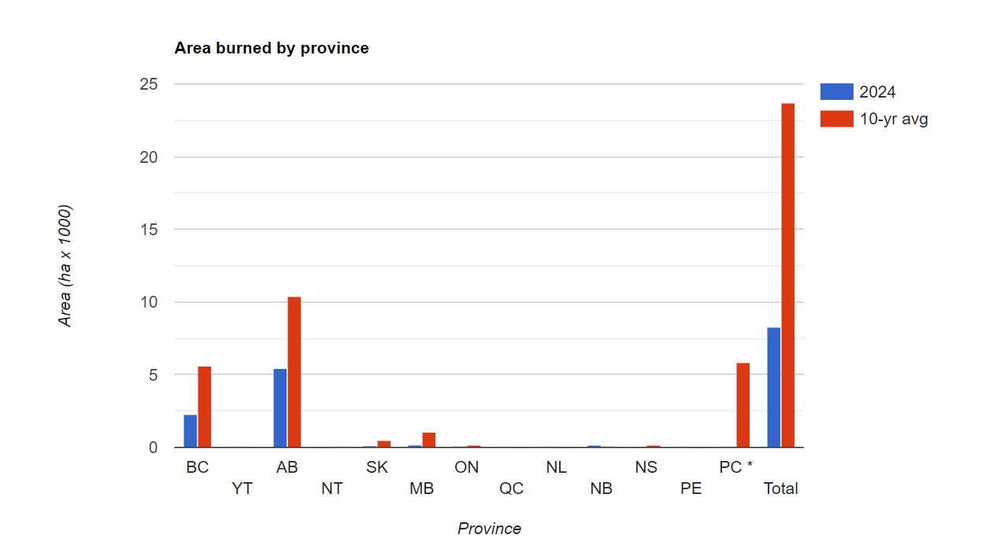 Area burned by province
25
20
15
10
5
0
Area (ha x 1000)
2024
10-yr avg
BC AB SK ON NL NS PC *
YT NT MB QC NB PE Total
Province